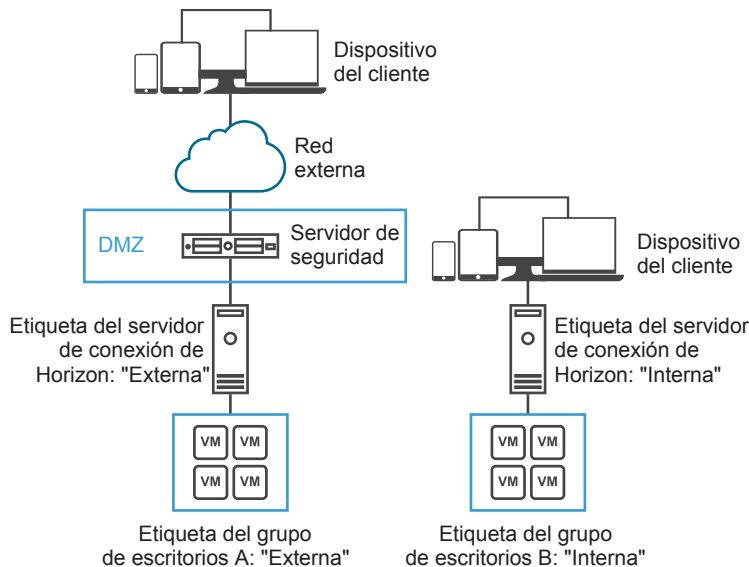 Dispositivo
del cliente
Red
externa
DMZ
Servidor de
seguridad
Dispositivo
del cliente
Etiqueta del servidor
de conexión de
Horizon: "Externa"
Etiqueta del servidor
de conexión de
Horizon: "Interna"
VM VM
VM VM
VM VM
VM VM
Etiqueta del grupo
de escritorios A: "Externa"
Etiqueta del grupo
de escritorios B: "Interna"